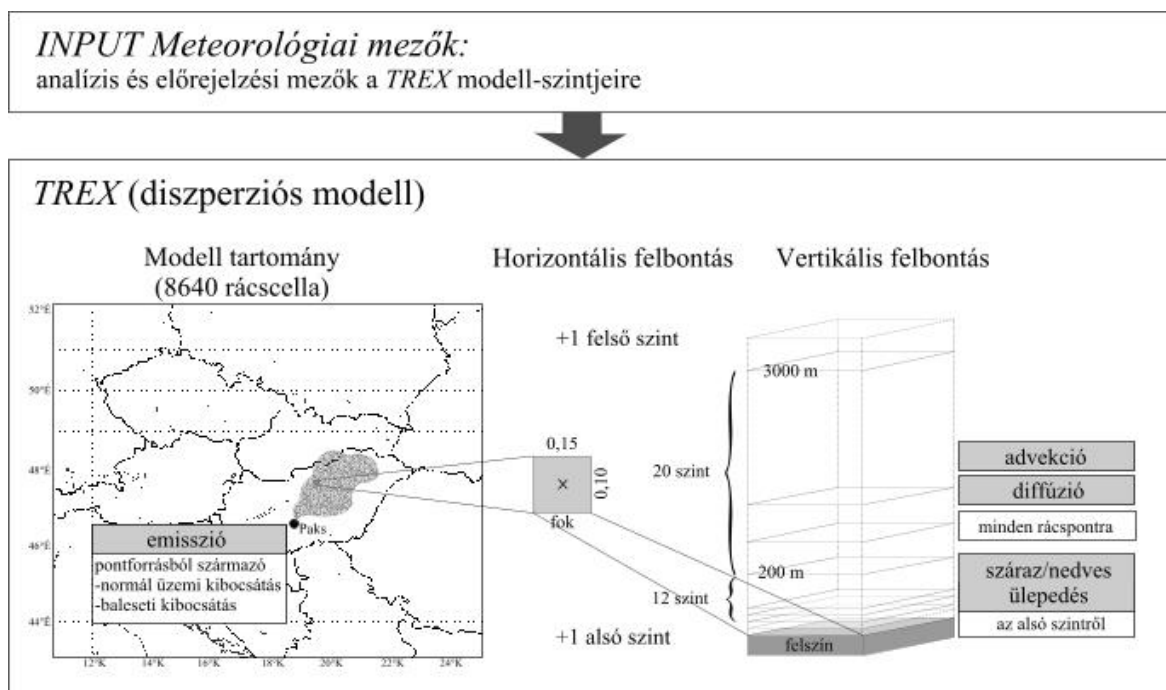 INPUT Meteorológiai mezők:
analízis és előrejelzési mezők a TREX modell-szintjeire
TREX (diszperziós modell)
Modell tartomány
(8640 rácscella)
52°É
50°É
48°É
46°É
44°É
12°K
14°K
16°K
18°K
20°K
22°K
24°K
Paks
emisszió
pontforrásból származó
-normál üzemi kibocsátás
-baleseti kibocsátás
Horizontális felbontás
0,15
0,10
fok
Vertikális felbontás
+1 felső szint
3000 m
20 szint
200 m
12 szint
+1 alsó szint
felszín
advekció
diffúzió
minden rácspontra
száraz/nedves
ülepedés
az alsó szintről